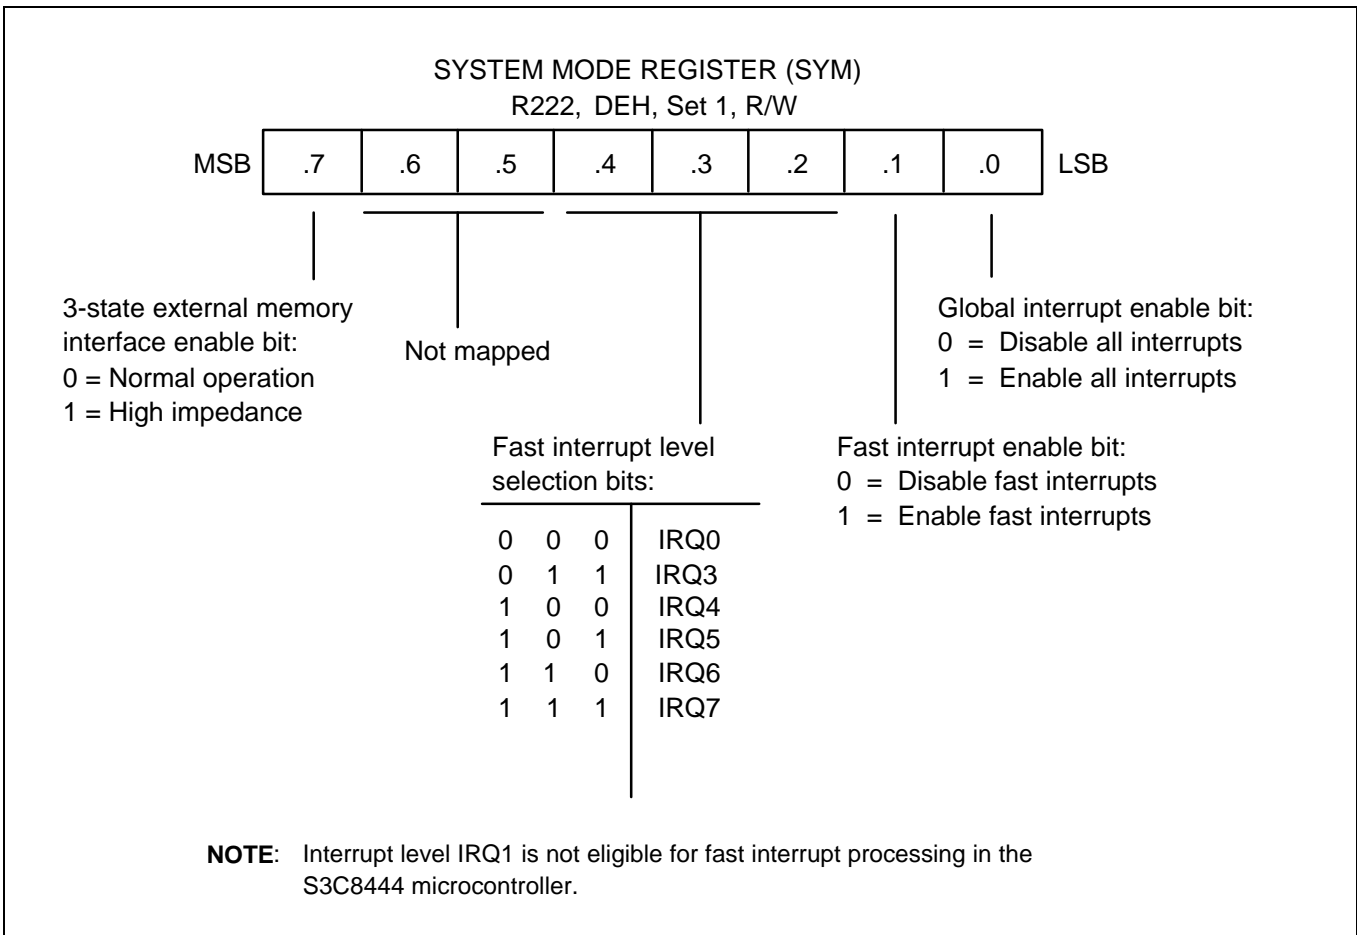 SYSTEM MODE REGISTER (SYM)
R222, DEH, Set 1, R/W
MSB .7 .6 .5 .4 .3 .2 .1 .0 LSB
3-state external memory
interface enable bit:
0 = Normal operation
1 = High impedance
Not mapped
Fast interrupt level
selection bits:
0 0 0 IRQ0
0 1 1 IRQ3
1 0 0 IRQ4
1 0 1 IRQ5
1 1 0 IRQ6
1 1 1 IRQ7
Fast interrupt enable bit:
0 = Disable fast interrupts
1 = Enable fast interrupts
Global interrupt enable bit:
0 = Disable all interrupts
1 = Enable all interrupts
NOTE: Interrupt level IRQ1 is not eligible for fast interrupt processing in the
S3C8444 microcontroller.